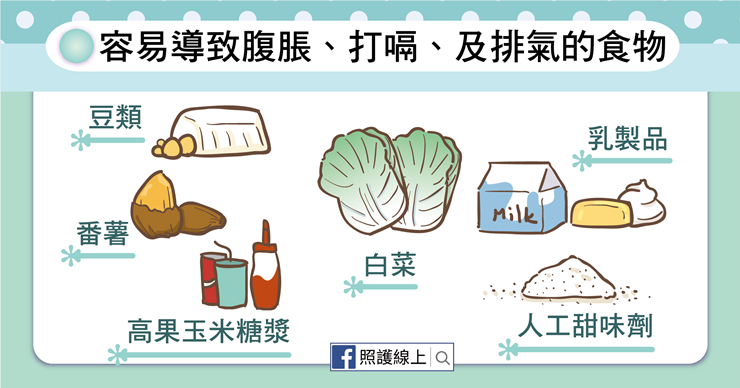 容易導致腹脹、打嗝、及排氣的食物
豆類
乳製品
Milk
番薯
白菜
高果玉米糖漿
人工甜味劑
f 照護線上